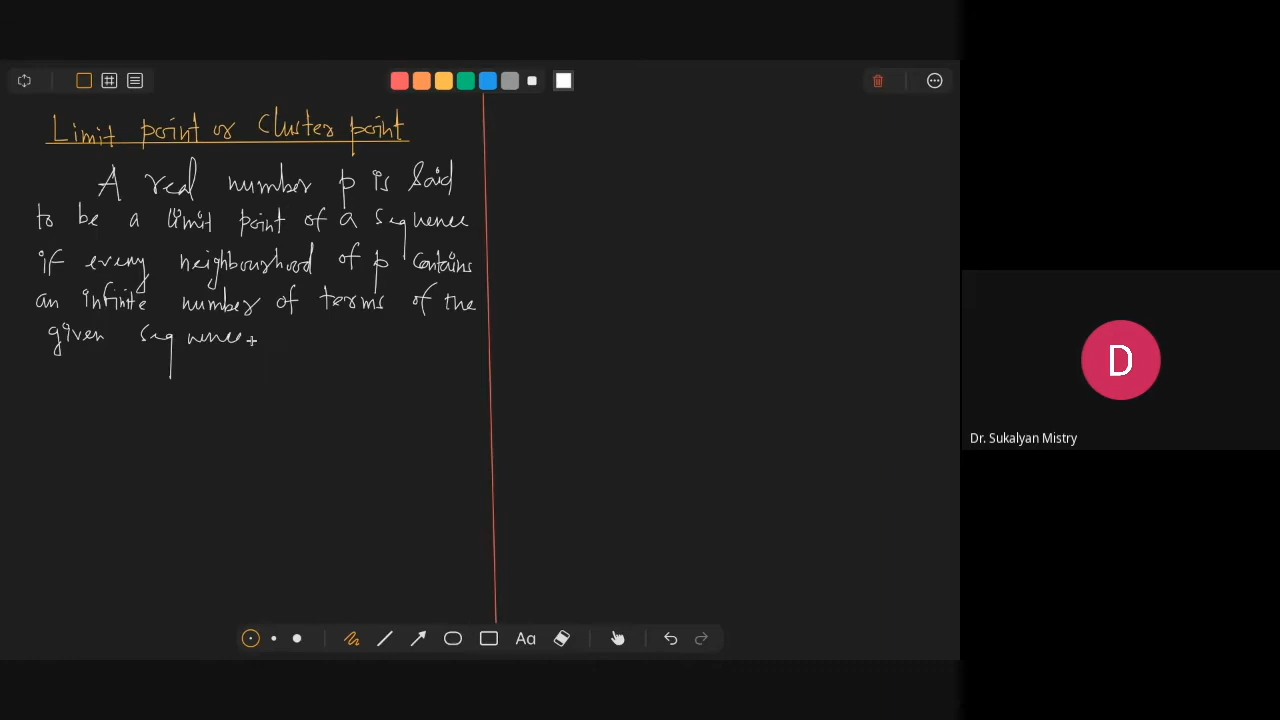 Limit point or Cluster point
A real number p is said
to be a limit point of a sequence
if every neighbourhood of p contains
an infinite number of terms of the
given sequence.
Aa
D
Dr. Sukalyan Mistry